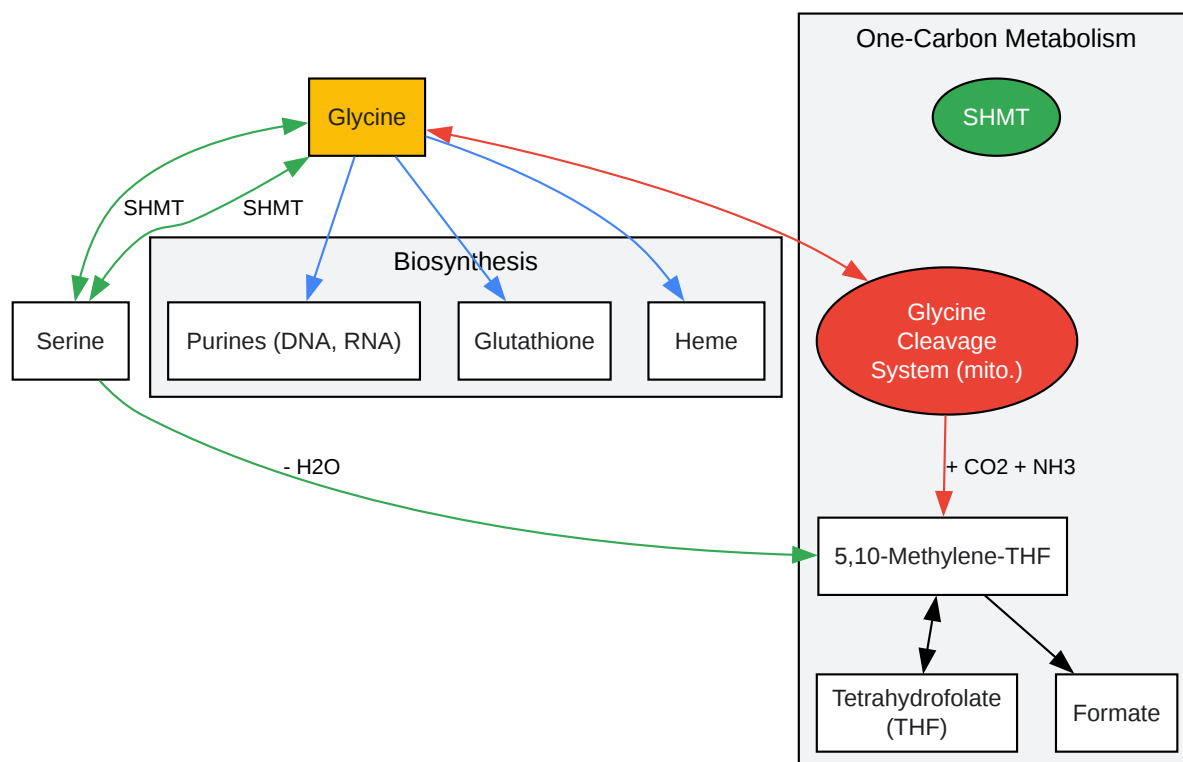 One-Carbon Metabolism
Glycine
SHMT
SHMT
SHMT
Biosynthesis
Serine
Purines (DNA, RNA)
Glutathione
Heme
Glycine
Cleavage
System (mito.)
- H2O
+ CO2 + NH3
5,10-Methylene-THF
Tetrahydrofolate
(THF)
Formate